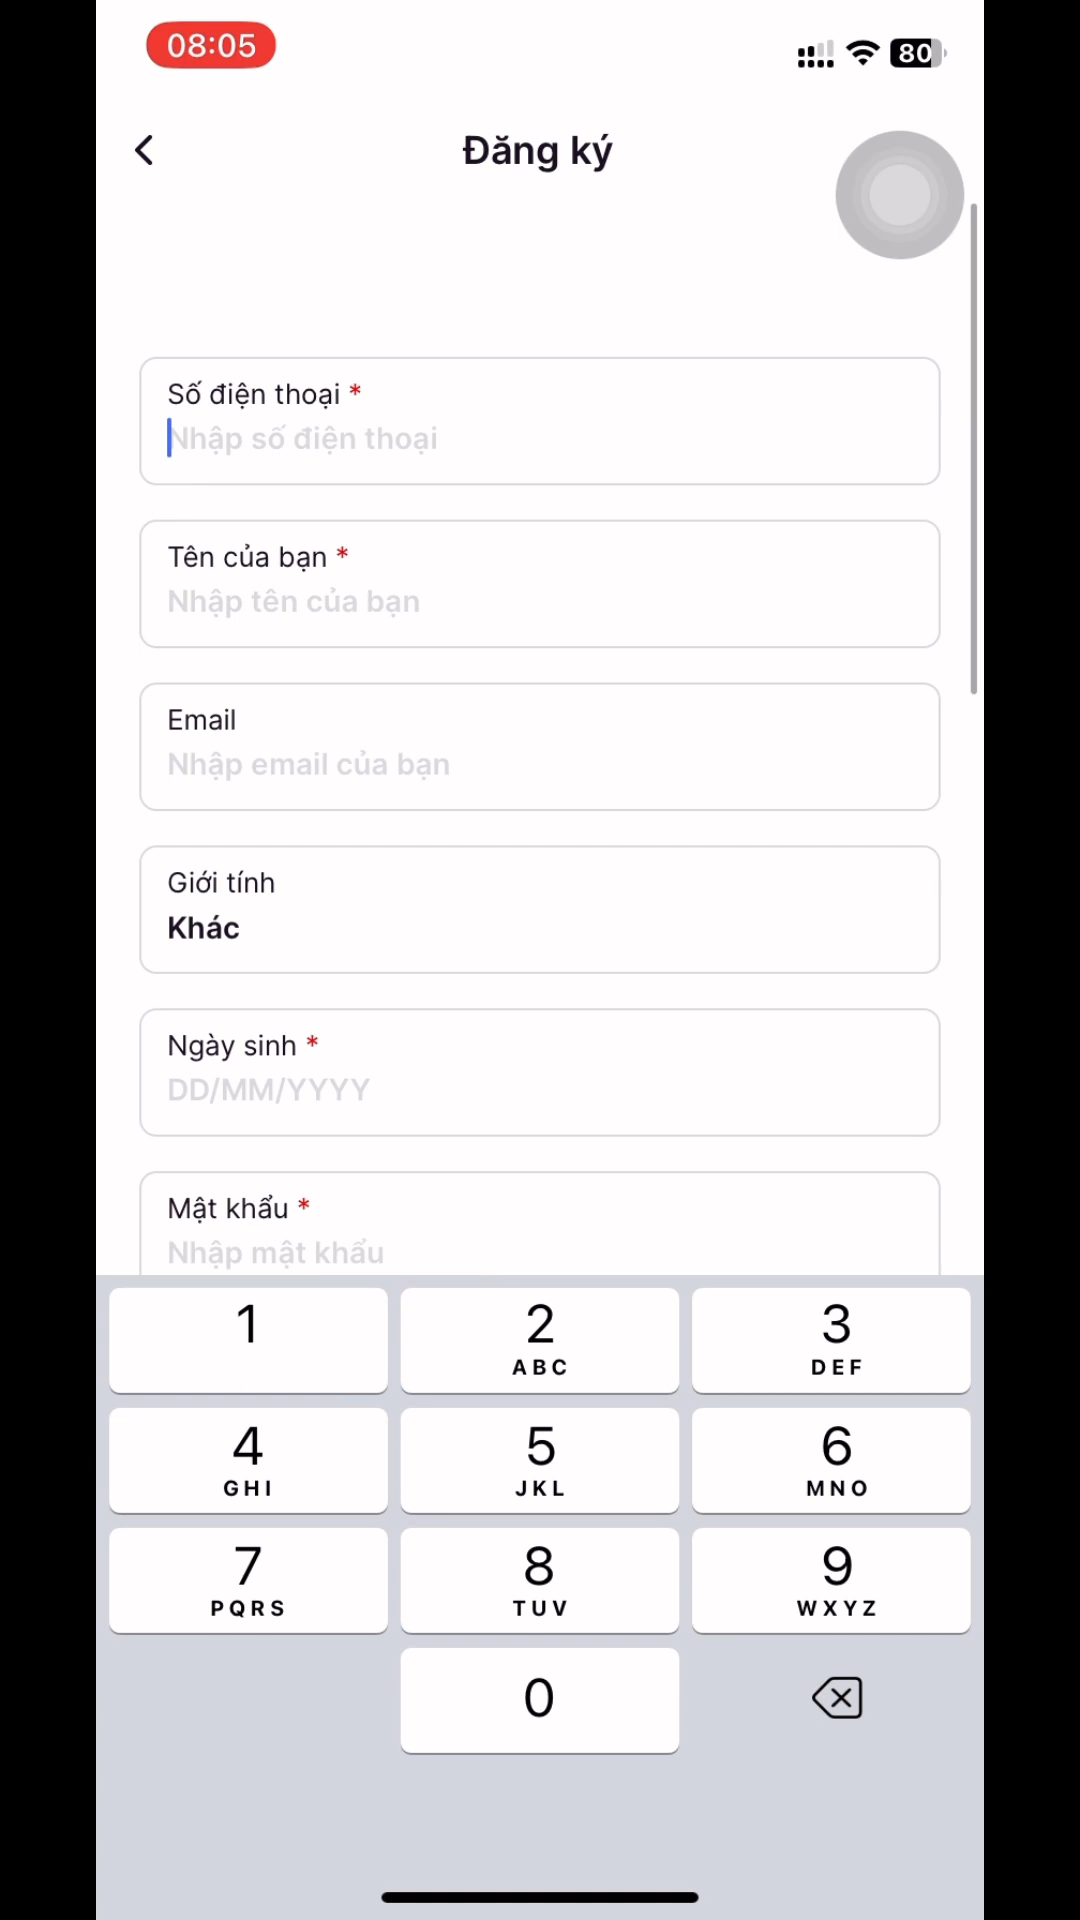 08:05
80
Đăng ký
Số điện thoại *
Nhập số điện thoại
Tên của bạn *
Nhập tên của bạn
Email
Nhập email của bạn
Giới tính
Khác
Ngày sinh *
DD/MM/YYYY
Mật khẩu *
Nhập mật khẩu
1 2 3
ABC DEF
4 5 6
GHI JKL MNO
7 8 9
PQRS TUV WXYZ
0